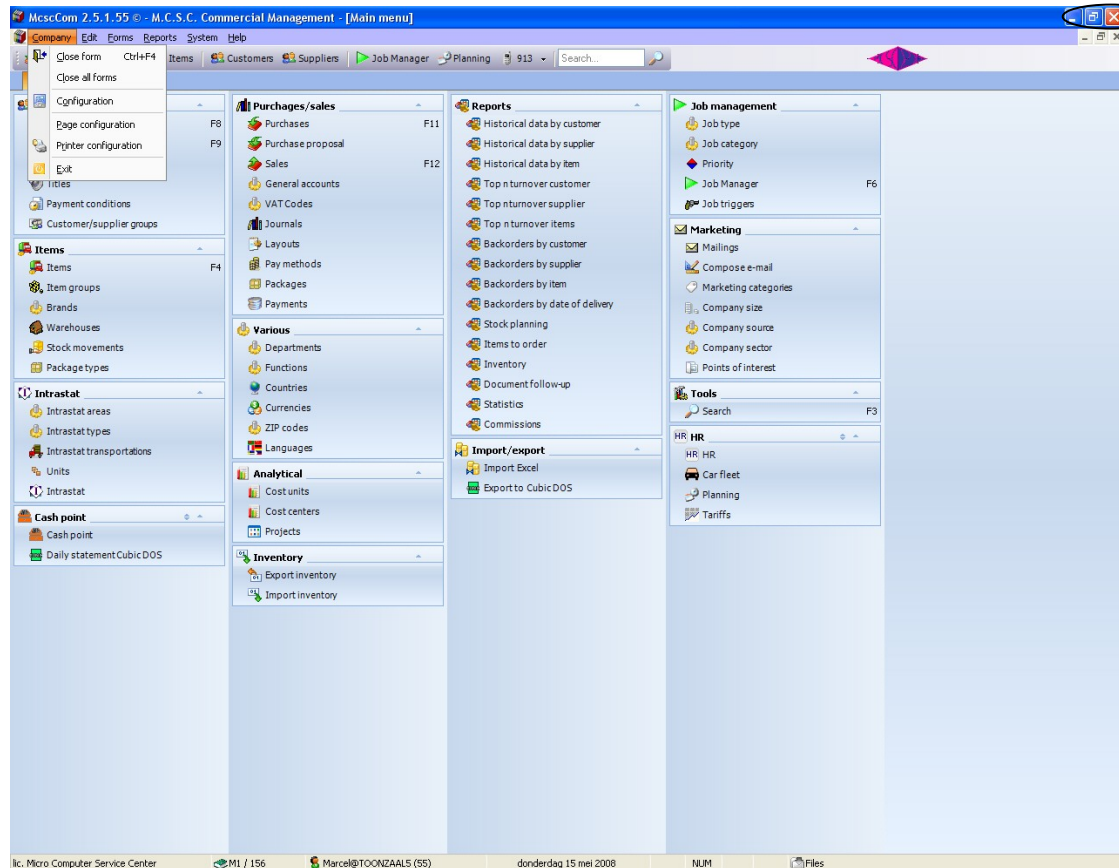 McscCom 2.5.1.55 © - M.C.S.C. Commercial Management - [Main menu]
Company Edit Forms Reports System Help
Items Customers Suppliers Job Manager Planning 913 Search...
Close form Ctrl+F4
Close all forms
Configuration
Page configuration
Printer configuration
Exit
F8
F9
Titles
Payment conditions
Customer/supplier groups
Items
Items F4
Item groups
Brands
Warehouses
Stock movements
Package types
Intrastat
Intrastat areas
Intrastat types
Intrastat transportations
Units
Intrastat
Cash point
Cash point
Daily statement Cubic DOS
Purchages/sales
Purchases F11
Purchase proposal
Sales F12
General accounts
VAT Codes
Journals
Layouts
Pay methods
Packages
Payments
Various
Departments
Functions
Countries
Currencies
ZIP codes
Languages
Analytical
Cost units
Cost centers
Projects
Inventory
Export inventory
Import inventory
Reports
Historical data by customer
Historical data by supplier
Historical data by item
Top n turnover customer
Top n turnover supplier
Top n turnover items
Backorders by customer
Backorders by supplier
Backorders by item
Backorders by date of delivery
Stock planning
Items to order
Inventory
Document follow-up
Statistics
Commissions
Import/export
Import Excel
Export to Cubic DOS
Job management
Job type
Job category
Priority
Job Manager F6
Job triggers
Marketing
Mailings
Compose e-mail
Marketing categories
Company size
Company source
Company sector
Points of interest
Tools
Search F3
HR HR
HR HR
Car fleet
Planning
Tariffs
lic. Micro Computer Service Center M1 / 156 Marcel@TOONZAAL5 (55) donderdag 15 mei 2008 NUM Files